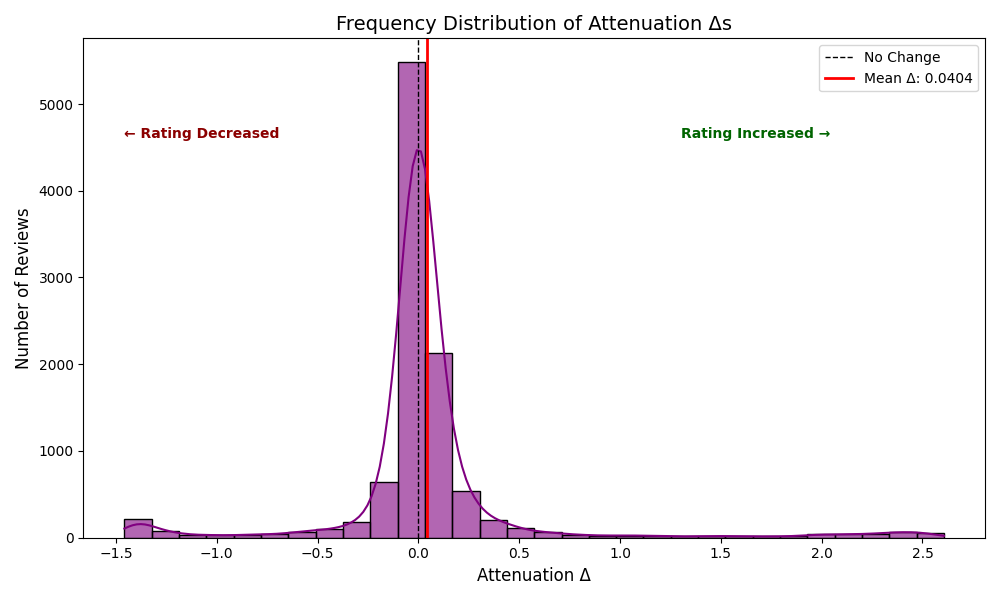 Frequency Distribution of Attenuation Δs
No Change
Mean Δ: 0.0404
← Rating Decreased
Rating Increased →
Number of Reviews
5000
4000
3000
2000
1000
0
−1.5 −1.0 −0.5 0.0 0.5 1.0 1.5 2.0 2.5
Attenuation Δ